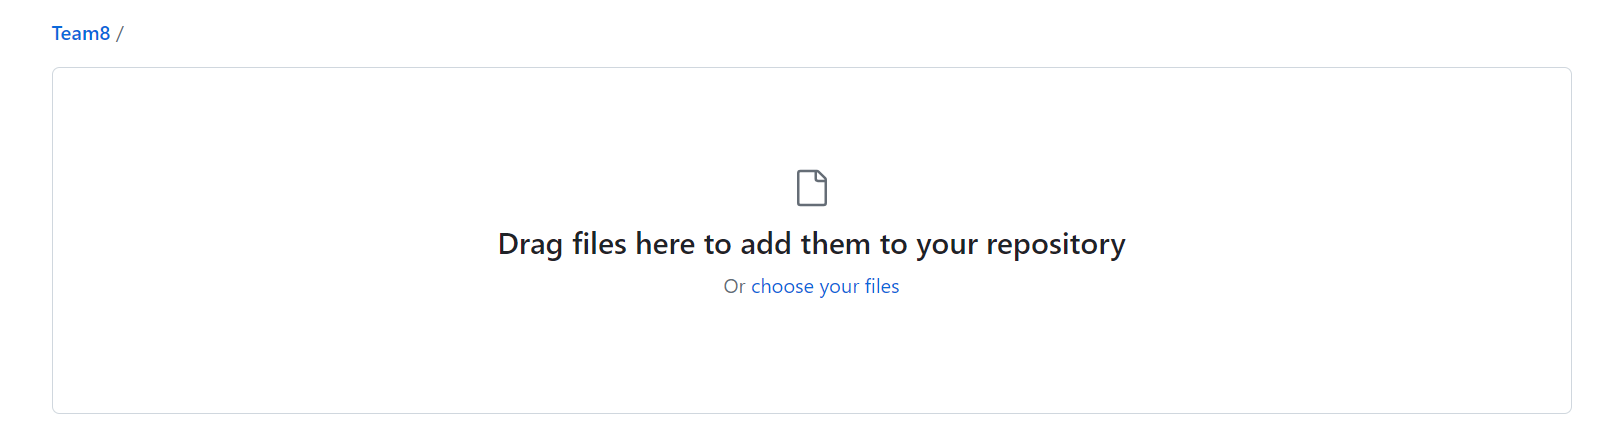 Team8 /
Drag files here to add them to your repository
Or choose your files